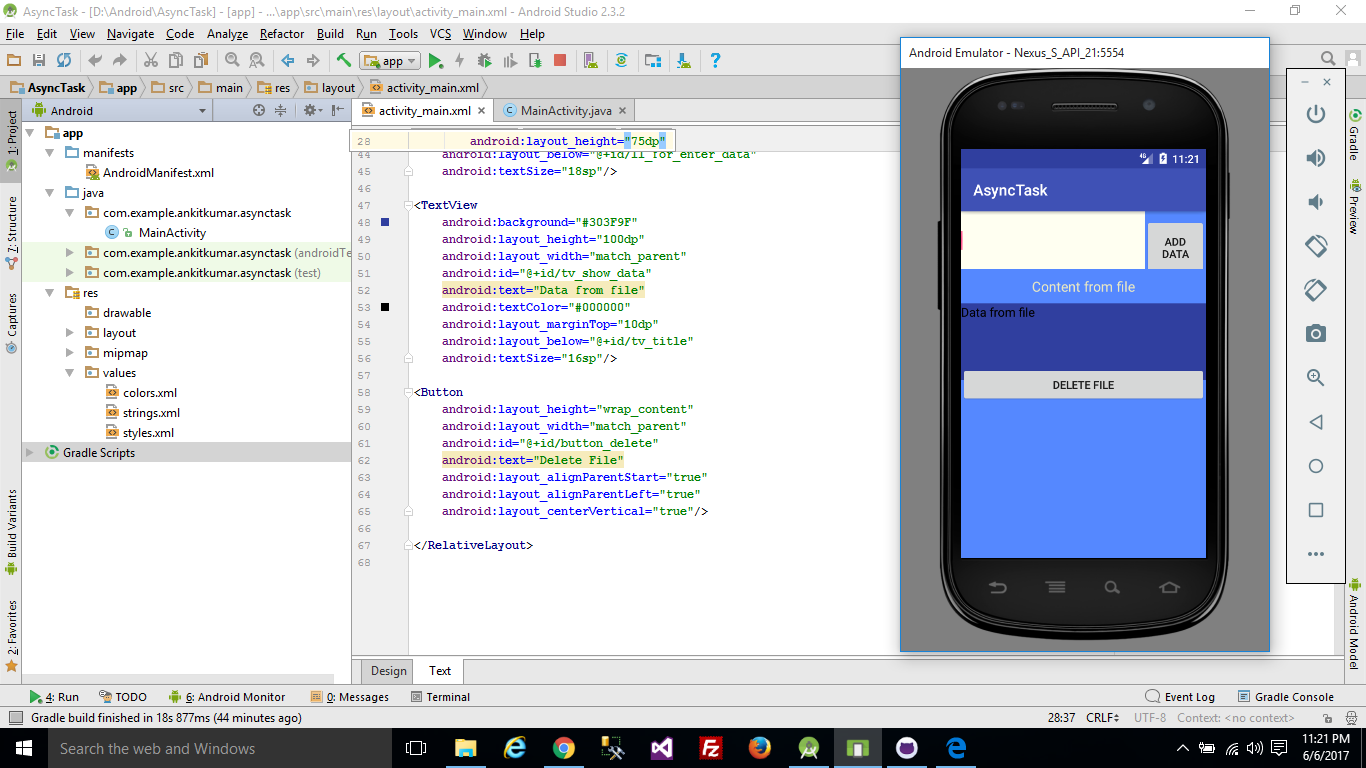 AsyncTask - [D:\Android\AsyncTask] - [app] - ...\app\src\main\res\layout\activity_main.xml - Android Studio 2.3.2
File Edit View Navigate Code Analyze Refactor Build Run Tools VCS Window Help
app
AsyncTask app src main res layout activity_main.xml
1: Project
7: Structure
Captures
Build Variants
2: Favorites
Android
app
manifests
AndroidManifest.xml
java
com.example.ankitkumar.asynctask
MainActivity
com.example.ankitkumar.asynctask (androidTe
com.example.ankitkumar.asynctask (test)
res
drawable
layout
mipmap
values
colors.xml
strings.xml
styles.xml
Gradle Scripts
activity_main.xml MainActivity.java
28 android:layout_height="75dp"
44 android:layout_below="@+id/ll_for_enter_data"
45 android:textSize="18sp"/>
46
47 <TextView
48 android:background="#303F9F"
49 android:layout_height="100dp"
50 android:layout_width="match_parent"
51 android:id="@+id/tv_show_data"
52 android:text="Data from file"
53 android:textColor="#000000"
54 android:layout_marginTop="10dp"
55 android:layout_below="@+id/tv_title"
56 android:textSize="16sp"/>
57
58 <Button
59 android:layout_height="wrap_content"
60 android:layout_width="match_parent"
61 android:id="@+id/button_delete"
62 android:text="Delete File"
63 android:layout_alignParentStart="true"
64 android:layout_alignParentLeft="true"
65 android:layout_centerVertical="true"/>
66
67 </RelativeLayout>
68
Design Text
Android Emulator - Nexus_S_API_21:5554
4G 11:21
AsyncTask
ADD
DATA
Content from file
Data from file
DELETE FILE
Gradle
Preview
Android Model
4: Run TODO 6: Android Monitor 0: Messages Terminal Event Log Gradle Console
Gradle build finished in 18s 877ms (44 minutes ago) 28:37 CRLF UTF-8 Context: <no context>
Search the web and Windows
11:21 PM
6/6/2017